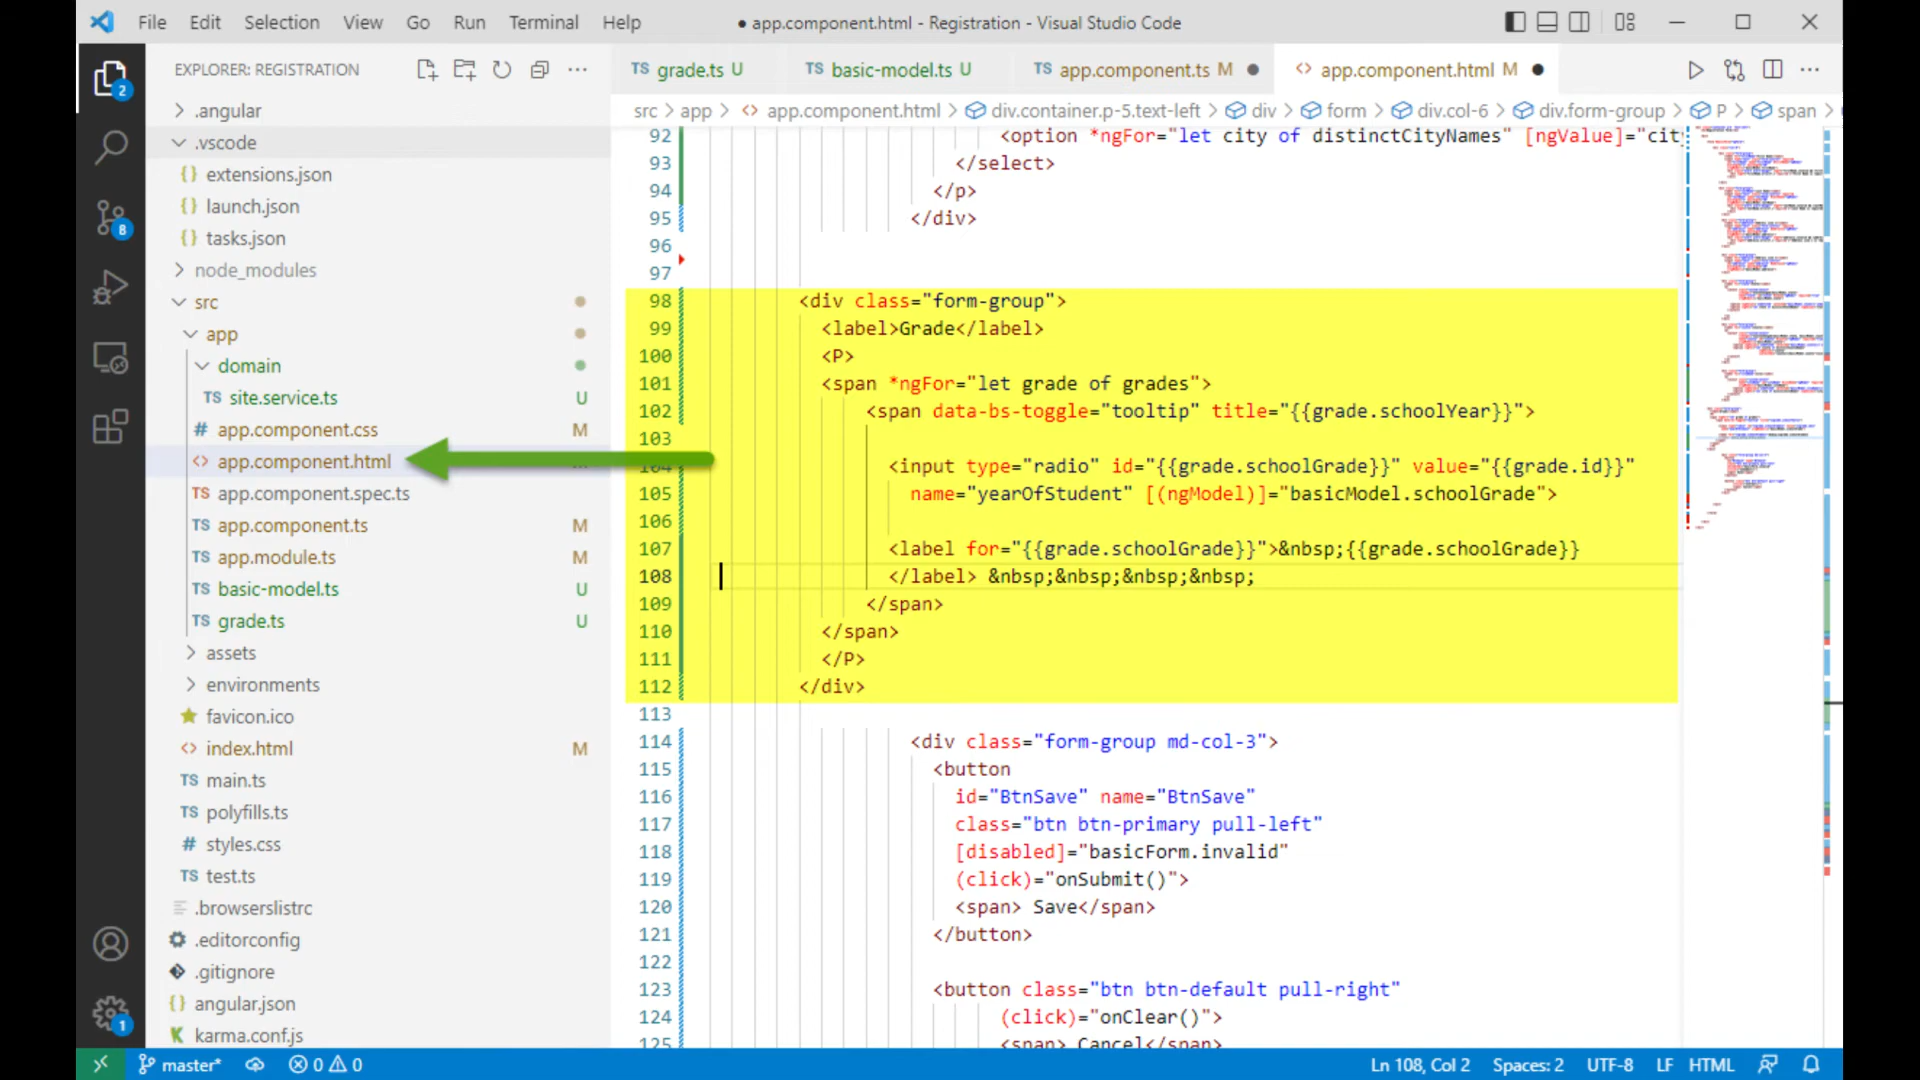 File Edit Selection View Go Run Terminal Help ● app.component.html - Registration - Visual Studio Code
EXPLORER: REGISTRATION
.angular
.vscode
{} extensions.json
{} launch.json
{} tasks.json
node_modules
src
app
domain
TS site.service.ts U
# app.component.css M
<> app.component.html
TS app.component.spec.ts
TS app.component.ts M
TS app.module.ts M
TS basic-model.ts U
TS grade.ts U
assets
environments
favicon.ico
<> index.html M
TS main.ts
TS polyfills.ts
# styles.css
TS test.ts
.browserslistrc
.editorconfig
.gitignore
{} angular.json
K karma.conf.js
2
8
1
TS grade.ts U TS basic-model.ts U TS app.component.ts M ● <> app.component.html M ●
src > app > <> app.component.html > div.container.p-5.text-left > div > form > div.col-6 > div.form-group > P > span >
92 <option *ngFor="let city of distinctCityNames" [ngValue]="cit
93 </select>
94 </p>
95 </div>
96
97
98 <div class="form-group">
99 <label>Grade</label>
100 <P>
101 <span *ngFor="let grade of grades">
102 <span data-bs-toggle="tooltip" title="{{grade.schoolYear}}">
103
104 <input type="radio" id="{{grade.schoolGrade}}" value="{{grade.id}}"
105 name="yearOfStudent" [(ngModel)]="basicModel.schoolGrade">
106
107 <label for="{{grade.schoolGrade}}">&nbsp;{{grade.schoolGrade}}
108 </label> &nbsp;&nbsp;&nbsp;&nbsp;
109 </span>
110 </span>
111 </P>
112 </div>
113
114 <div class="form-group md-col-3">
115 <button
116 id="BtnSave" name="BtnSave"
117 class="btn btn-primary pull-left"
118 [disabled]="basicForm.invalid"
119 (click)="onSubmit()">
120 <span> Save</span>
121 </button>
122
123 <button class="btn btn-default pull-right"
124 (click)="onClear()">
125 <span> Cancel</span>
master* 0 0 Ln 108, Col 2 Spaces: 2 UTF-8 LF HTML